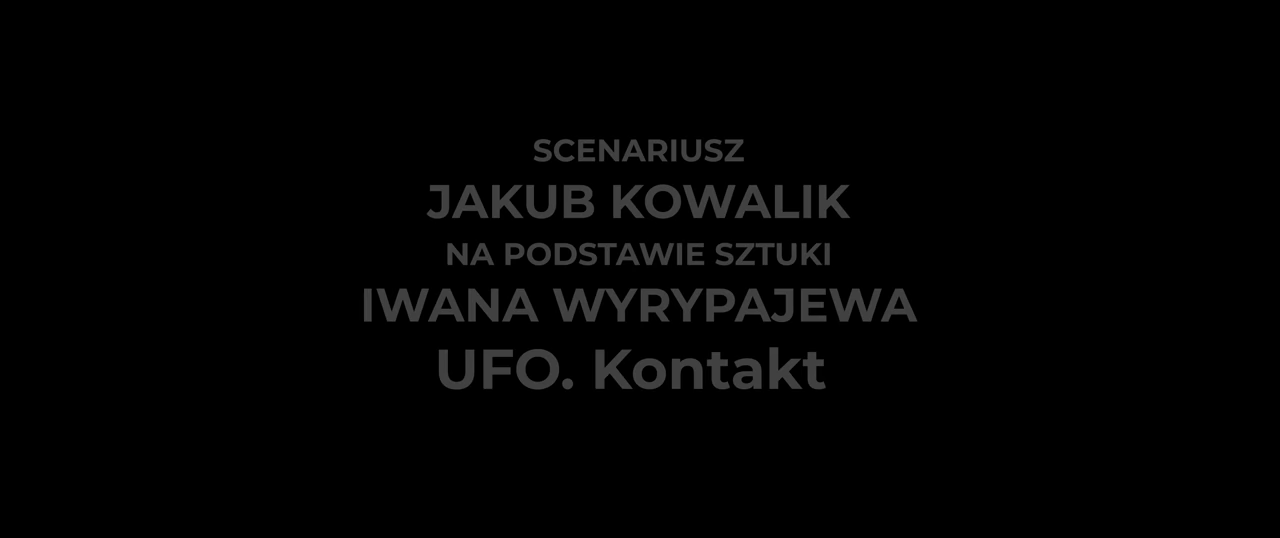 SCENARIUSZ
JAKUB KOWALIK
NA PODSTAWIE SZTUKI
IWANA WYRYPAJEWA
UFO. Kontakt